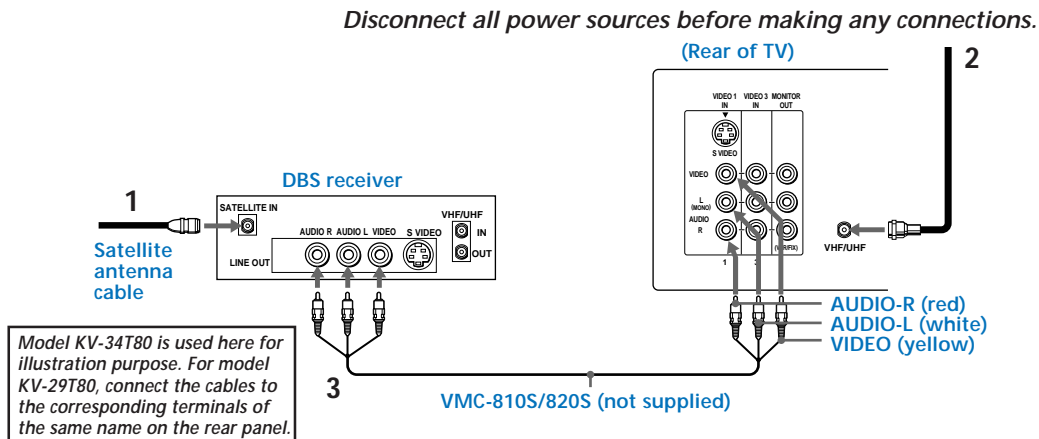 Disconnect all power sources before making any connections.
(Rear of TV)
2
VIDEO 1 IN
VIDEO 3 IN
MONITOR OUT
S VIDEO
VIDEO
L (MONO)
AUDIO
R
(VAR/FIX)
1
VHF/UHF
DBS receiver
1
SATELLITE IN
AUDIO R AUDIO L VIDEO S VIDEO
VHF/UHF
IN
OUT
LINE OUT
Satellite
antenna
cable
AUDIO-R (red)
AUDIO-L (white)
VIDEO (yellow)
3
VMC-810S/820S (not supplied)
Model KV-34T80 is used here for
illustration purpose. For model
KV-29T80, connect the cables to
the corresponding terminals of
the same name on the rear panel.